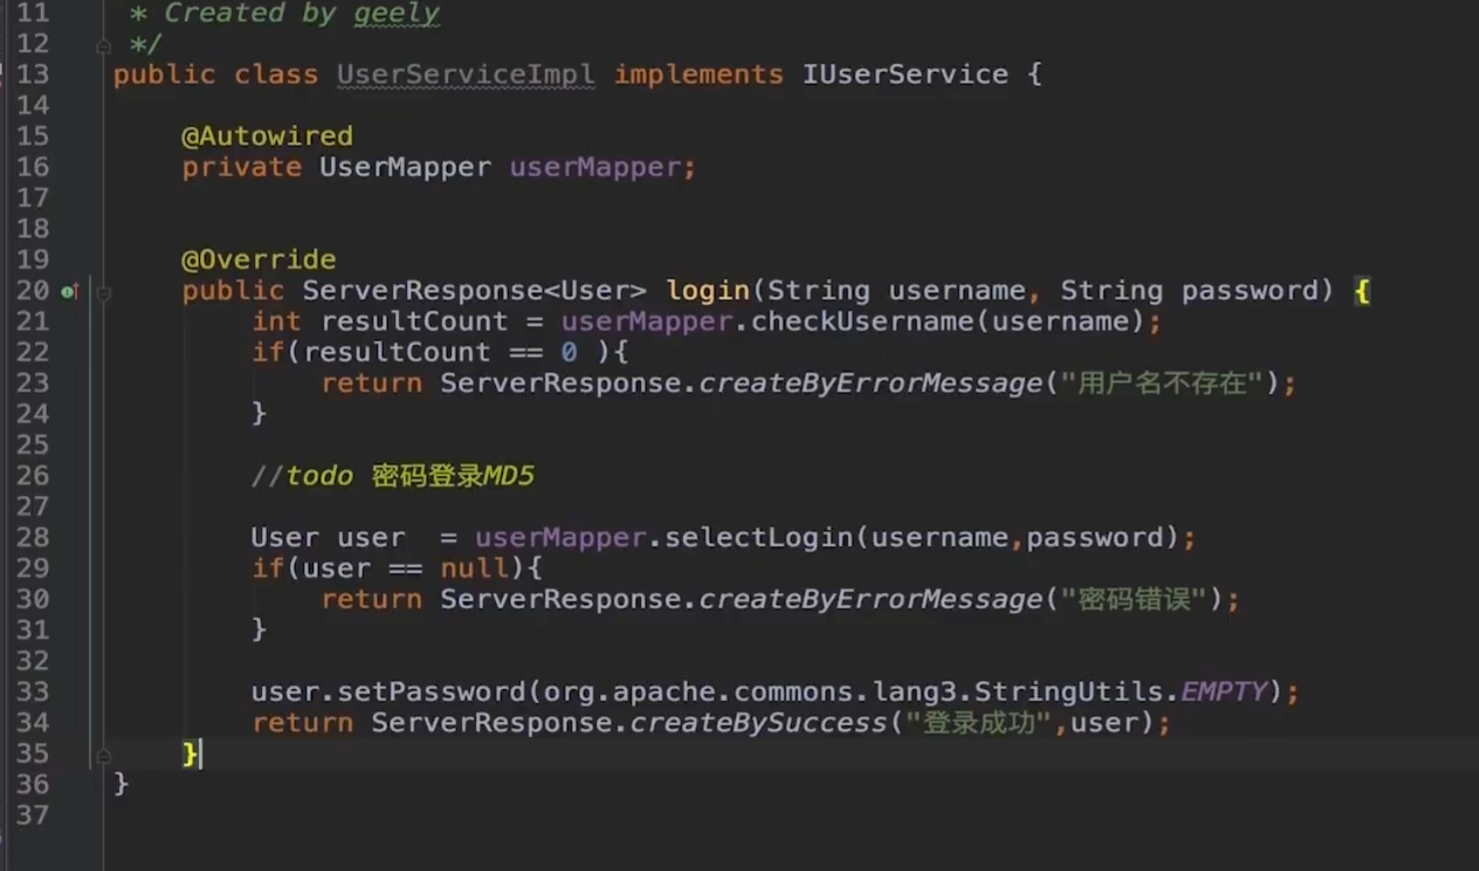 11 * Created by geely
12 */
13 public class UserServiceImpl implements IUserService {
14
15 @Autowired
16 private UserMapper userMapper;
17
18
19 @Override
20 public ServerResponse<User> login(String username, String password) {
21 int resultCount = userMapper.checkUsername(username);
22 if(resultCount == 0 ){
23 return ServerResponse.createByErrorMessage("用户名不存在");
24 }
25
26 //todo 密码登录MD5
27
28 User user  = userMapper.selectLogin(username,password);
29 if(user == null){
30 return ServerResponse.createByErrorMessage("密码错误");
31 }
32
33 user.setPassword(org.apache.commons.lang3.StringUtils.EMPTY);
34 return ServerResponse.createBySuccess("登录成功",user);
35 }
36 }
37